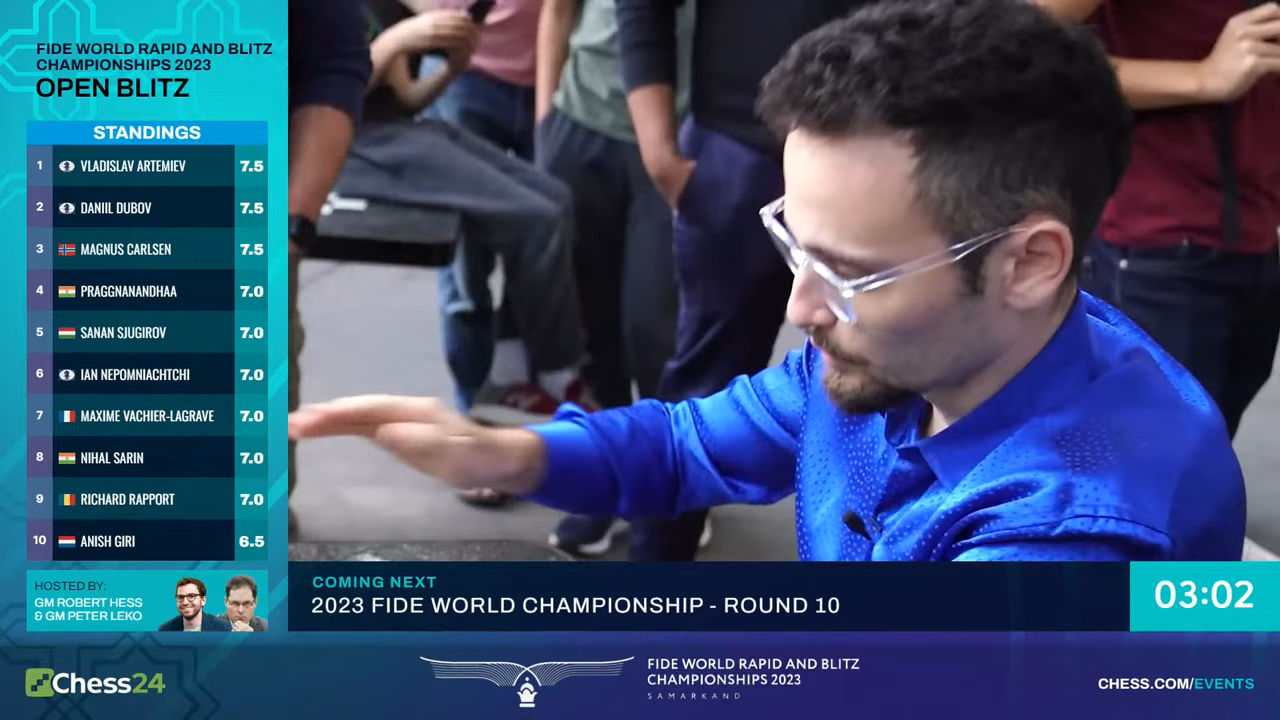 FIDE WORLD RAPID AND BLITZ
CHAMPIONSHIPS 2023
OPEN BLITZ
STANDINGS
1 VLADISLAV ARTEMIEV 7.5
2 DANIIL DUBOV 7.5
3 MAGNUS CARLSEN 7.5
4 PRAGGNANANDHAA 7.0
5 SANAN SJUGIROV 7.0
6 IAN NEPOMNIACHTCHI 7.0
7 MAXIME VACHIER-LAGRAVE 7.0
8 NIHAL SARIN 7.0
9 RICHARD RAPPORT 7.0
10 ANISH GIRI 6.5
HOSTED BY:
GM ROBERT HESS
& GM PETER LEKO
COMING NEXT
2023 FIDE WORLD CHAMPIONSHIP - ROUND 10
03:02
Chess24
FIDE WORLD RAPID AND BLITZ
CHAMPIONSHIPS 2023
SAMARKAND
CHESS.COM/EVENTS